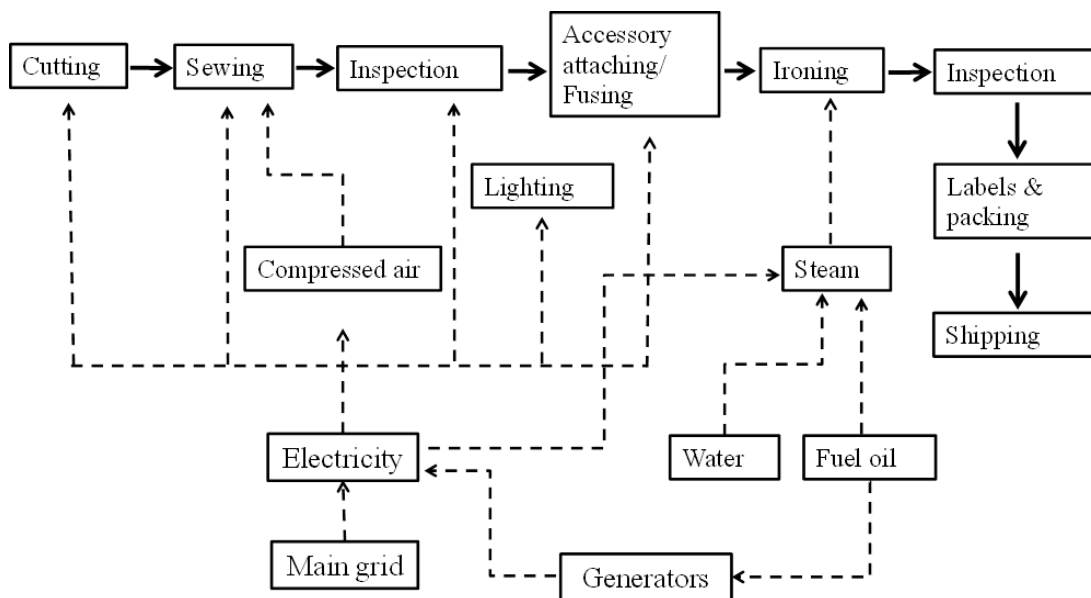 Cutting
Sewing
Inspection
Accessory
attaching/
Fusing
Ironing
Inspection
Lighting
Labels &
packing
Compressed air
Steam
Shipping
Electricity
Water
Fuel oil
Main grid
Generators